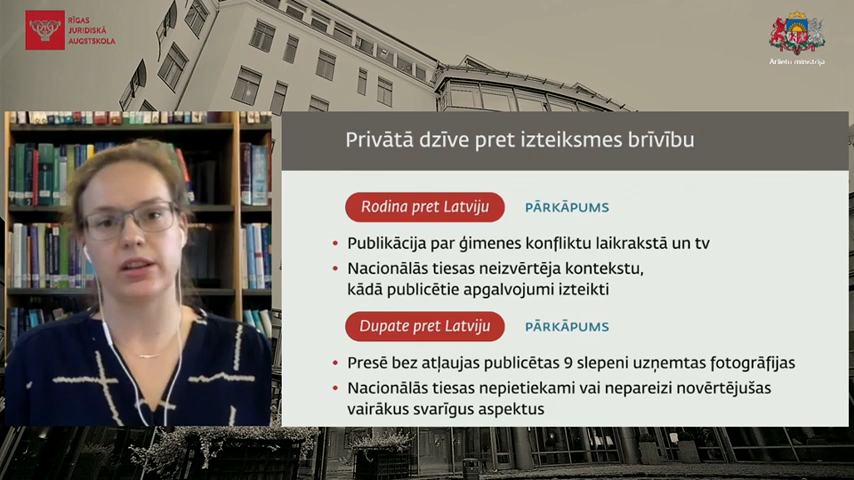 RĪGAS
JURIDISKĀ
AUGSTSKOLA
Ārlietu ministrija
Privātā dzīve pret izteiksmes brīvību
Rodina pret Latviju PĀRKĀPUMS
• Publikācija par ģimenes konfliktu laikrakstā un tv
• Nacionālās tiesas neizvērtēja kontekstu,
kādā publicētie apgalvojumi izteikti
Dupate pret Latviju PĀRKĀPUMS
• Presē bez atļaujas publicētas 9 slepeni uzņemtas fotogrāfijas
• Nacionālās tiesas nepietiekami vai nepareizi novērtējušas
vairākus svarīgus aspektus